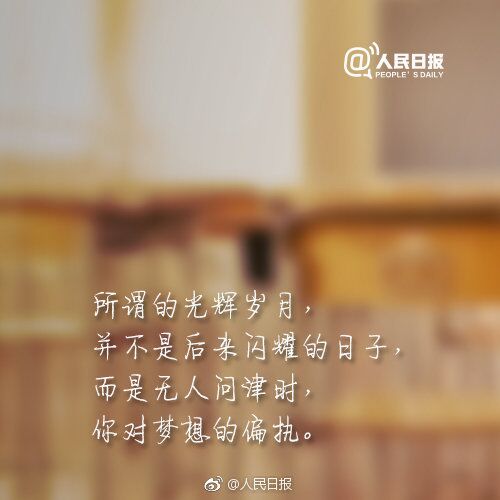 @人民日报
PEOPLE'S DAILY
所谓的光辉岁月，
并不是后来闪耀的日子，
而是无人问津时，
你对梦想的偏执。
@人民日报